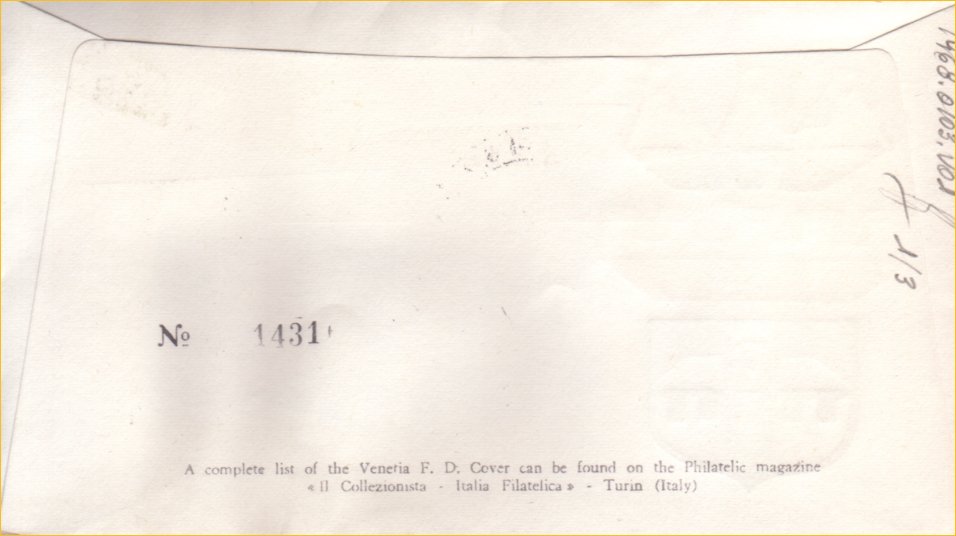 Nº 1431
A complete list of the Venetia F. D. Cover can be found on the Philatelic magazine
« Il Collezionista - Italia Filatelica » - Turin (Italy)
1968.0103.V02
1/3